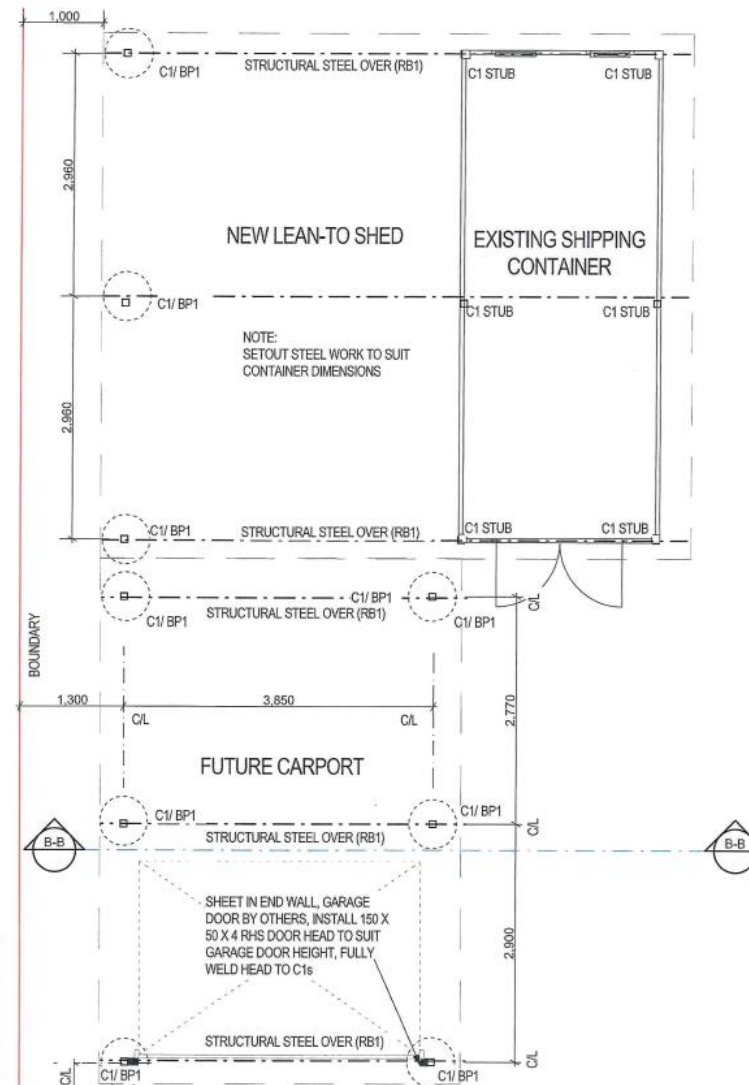 1,000
C1/ BP1
STRUCTURAL STEEL OVER (RB1)
C1 STUB
C1 STUB
2,960
NEW LEAN-TO SHED
EXISTING SHIPPING
CONTAINER
C1/ BP1
C1 STUB
C1 STUB
NOTE:
SETOUT STEEL WORK TO SUIT
CONTAINER DIMENSIONS
2,960
C1/ BP1
STRUCTURAL STEEL OVER (RB1)
C1 STUB
C1 STUB
C1/ BP1
C/L
STRUCTURAL STEEL OVER (RB1)
C1/ BP1
C1/ BP1
BOUNDARY
1,300
3,850
C/L
C/L
2,770
FUTURE CARPORT
C1/ BP1
C1/ BP1
C/L
STRUCTURAL STEEL OVER (RB1)
B-B
B-B
SHEET IN END WALL, GARAGE
DOOR BY OTHERS, INSTALL 150 X
50 X 4 RHS DOOR HEAD TO SUIT
GARAGE DOOR HEIGHT, FULLY
WELD HEAD TO C1s
2,900
STRUCTURAL STEEL OVER (RB1)
C/L
C/L
C1/ BP1
C1/ BP1